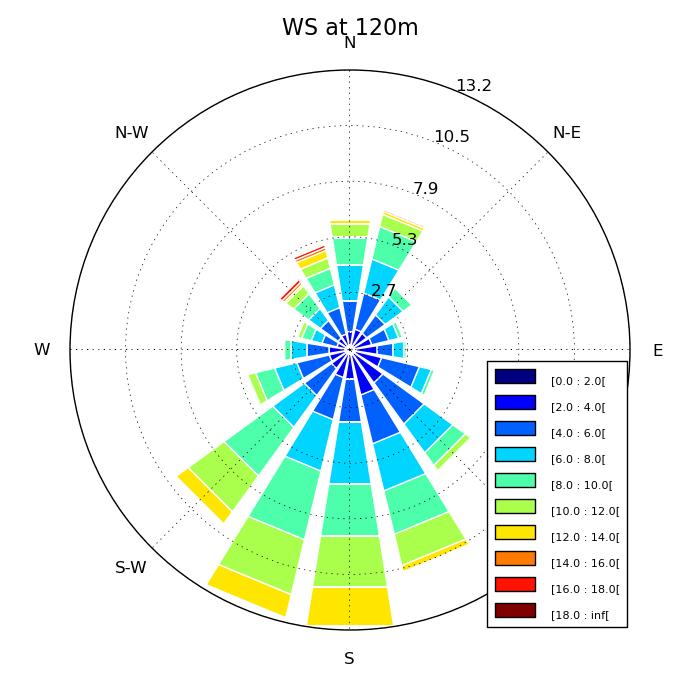 WS at 120m
N
13.2
N-W
10.5
N-E
7.9
5.3
2.7
W
E
[0.0 : 2.0[
[2.0 : 4.0[
[4.0 : 6.0[
[6.0 : 8.0[
[8.0 : 10.0[
[10.0 : 12.0[
[12.0 : 14.0[
[14.0 : 16.0[
[16.0 : 18.0[
[18.0 : inf[
S-W
S